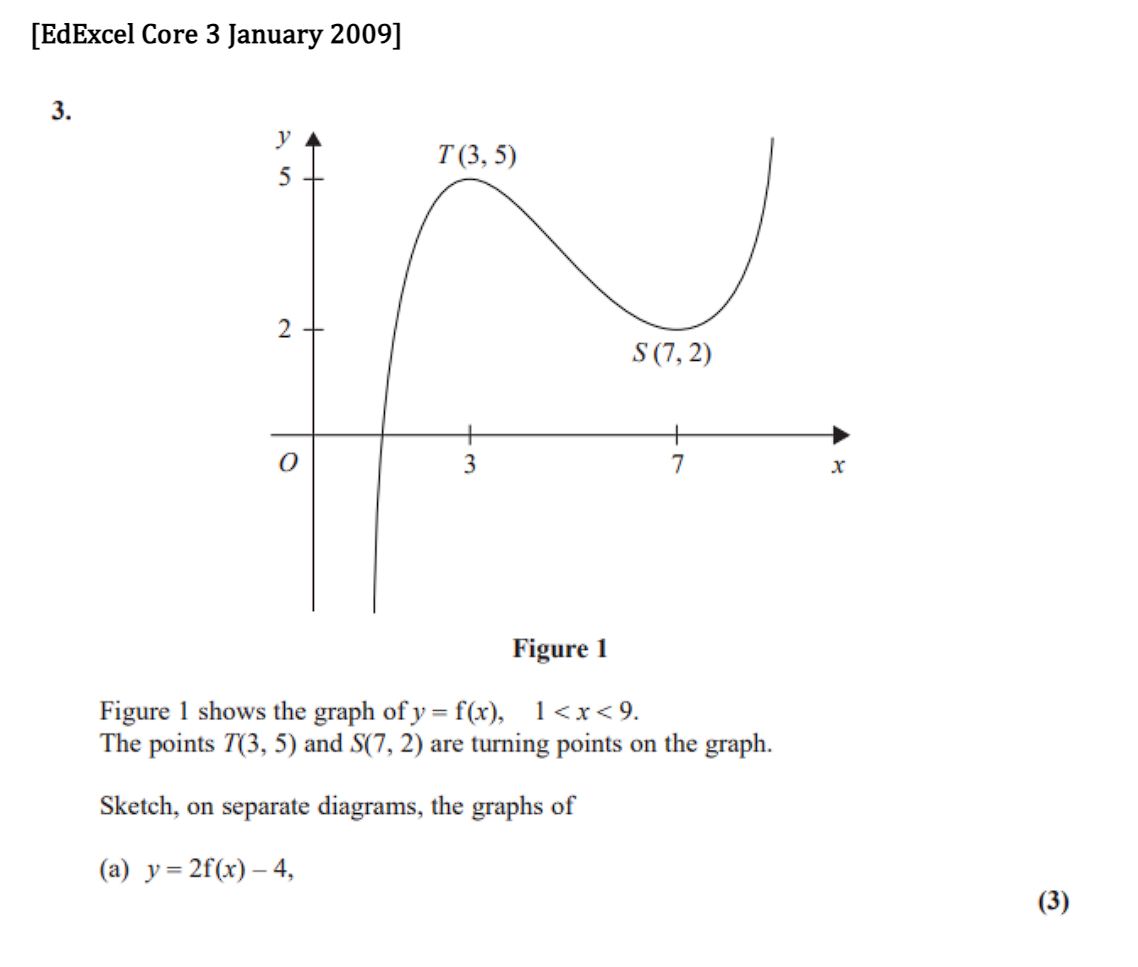 [EdExcel Core 3 January 2009]
3.
y
T (3, 5)
5
2
S (7, 2)
O
3
7
x
Figure 1
Figure 1 shows the graph of y = f(x), 1 < x < 9.
The points T(3, 5) and S(7, 2) are turning points on the graph.
Sketch, on separate diagrams, the graphs of
(a) y = 2f(x) – 4,
(3)